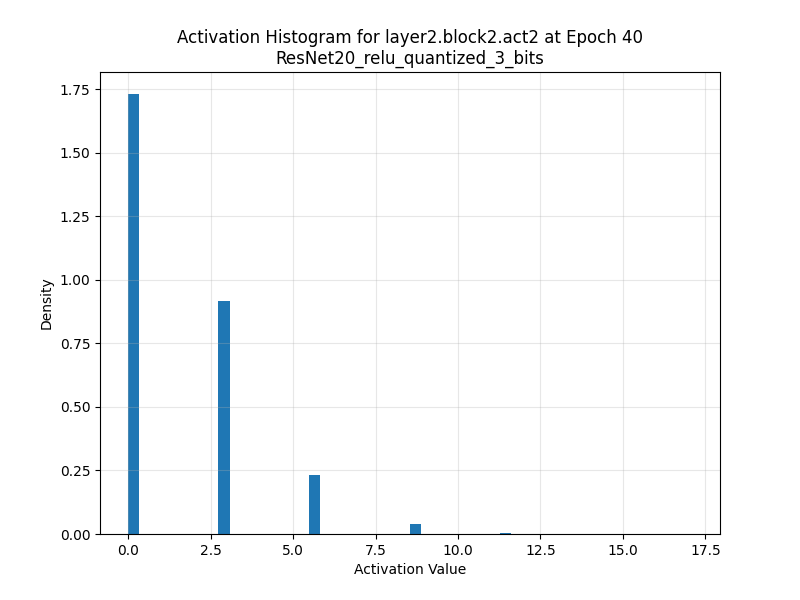 Activation Histogram for layer2.block2.act2 at Epoch 40
ResNet20_relu_quantized_3_bits
Density
1.75
1.50
1.25
1.00
0.75
0.50
0.25
0.00
0.0 2.5 5.0 7.5 10.0 12.5 15.0 17.5
Activation Value